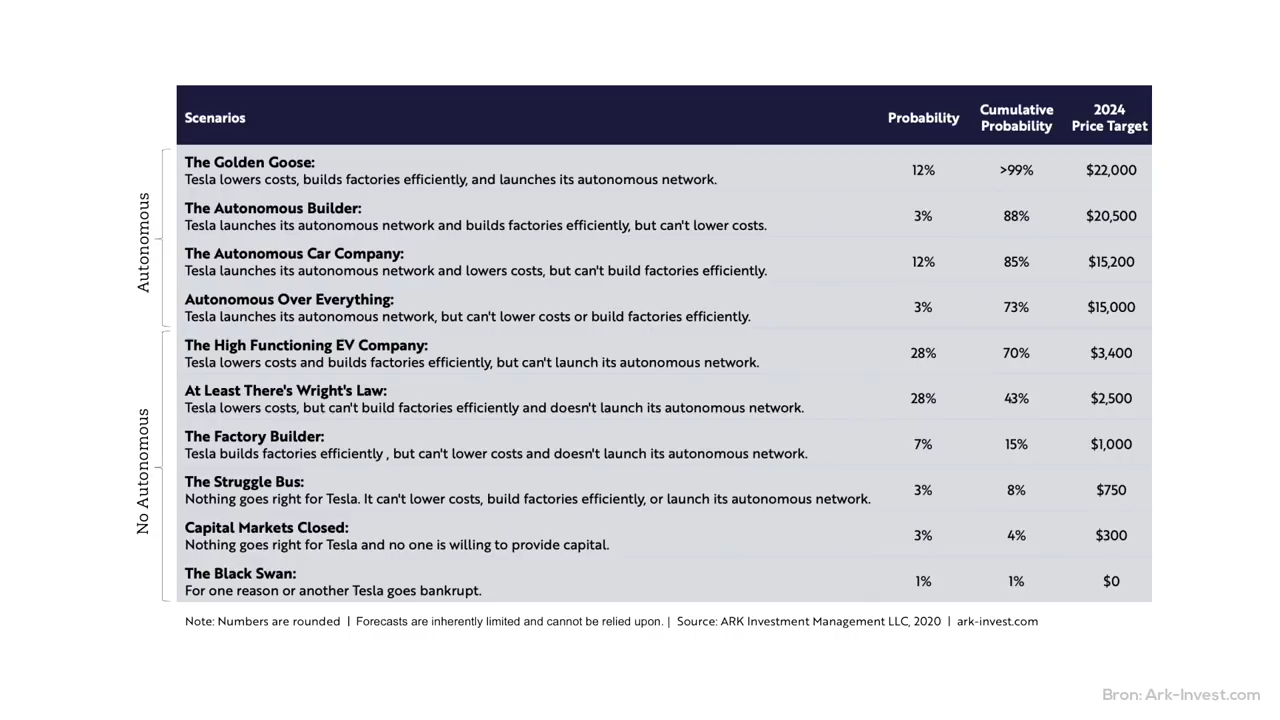 Scenarios
Probability
Cumulative
Probability
2024
Price Target
Autonomous
The Golden Goose:
Tesla lowers costs, builds factories efficiently, and launches its autonomous network.
12%
>99%
$22,000
The Autonomous Builder:
Tesla launches its autonomous network and builds factories efficiently, but can't lower costs.
3%
88%
$20,500
The Autonomous Car Company:
Tesla launches its autonomous network and lowers costs, but can't build factories efficiently.
12%
85%
$15,200
Autonomous Over Everything:
Tesla launches its autonomous network, but can't lower costs or build factories efficiently.
3%
73%
$15,000
No Autonomous
The High Functioning EV Company:
Tesla lowers costs and builds factories efficiently, but can't launch its autonomous network.
28%
70%
$3,400
At Least There's Wright's Law:
Tesla lowers costs, but can't build factories efficiently and doesn't launch its autonomous network.
28%
43%
$2,500
The Factory Builder:
Tesla builds factories efficiently , but can't lower costs and doesn't launch its autonomous network.
7%
15%
$1,000
The Struggle Bus:
Nothing goes right for Tesla. It can't lower costs, build factories efficiently, or launch its autonomous network.
3%
8%
$750
Capital Markets Closed:
Nothing goes right for Tesla and no one is willing to provide capital.
3%
4%
$300
The Black Swan:
For one reason or another Tesla goes bankrupt.
1%
1%
$0
Note: Numbers are rounded | Forecasts are inherently limited and cannot be relied upon. | Source: ARK Investment Management LLC, 2020 | ark-invest.com
Bron: Ark-Invest.com